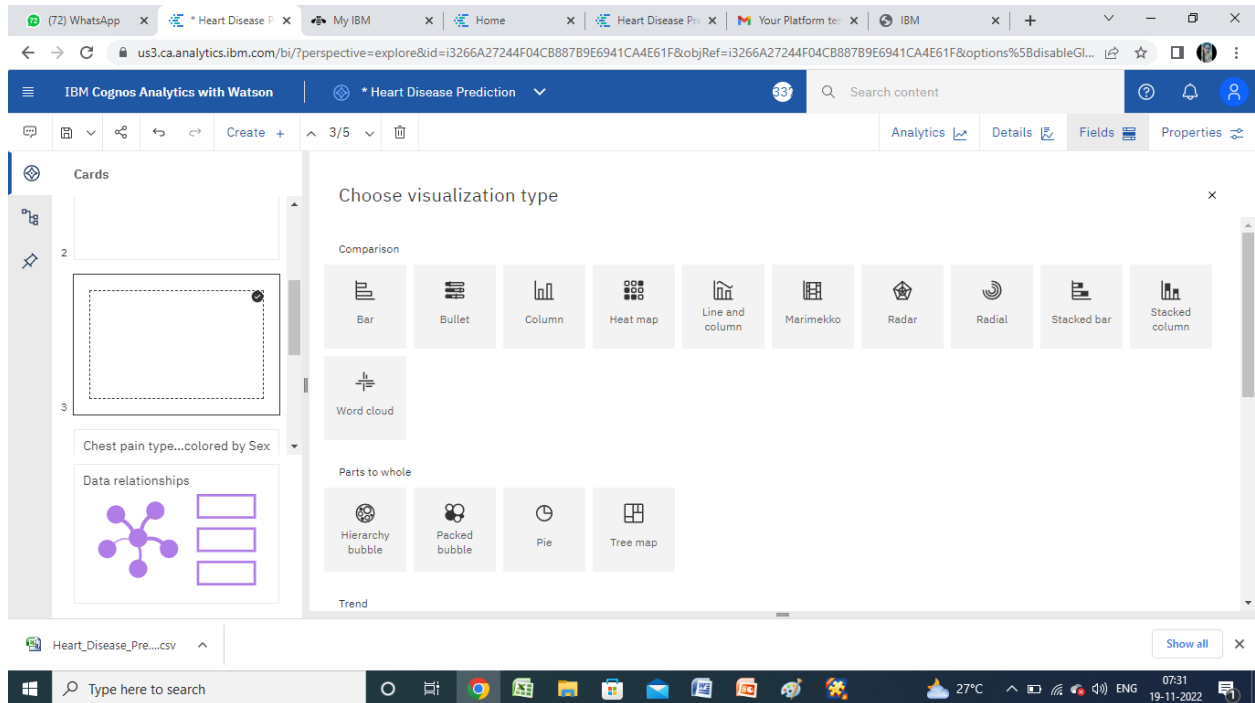 (72) WhatsApp
* Heart Disease P
My IBM
Home
Heart Disease Pre
Your Platform ter
IBM
us3.ca.analytics.ibm.com/bi/?perspective=explore&id=i3266A27244F04CB887B9E6941CA4E61F&objRef=i3266A27244F04CB887B9E6941CA4E61F&options%5BdisableGl...
IBM Cognos Analytics with Watson
* Heart Disease Prediction
Search content
Create +
3/5
Analytics
Details
Fields
Properties
Cards
Choose visualization type
2
Comparison
Bar
Bullet
Column
Heat map
Line and column
Marimekko
Radar
Radial
Stacked bar
Stacked column
Word cloud
3
Chest pain type...colored by Sex
Data relationships
Parts to whole
Hierarchy bubble
Packed bubble
Pie
Tree map
Trend
Heart_Disease_Pre....csv
Show all
Type here to search
27°C
ENG
07:31
19-11-2022